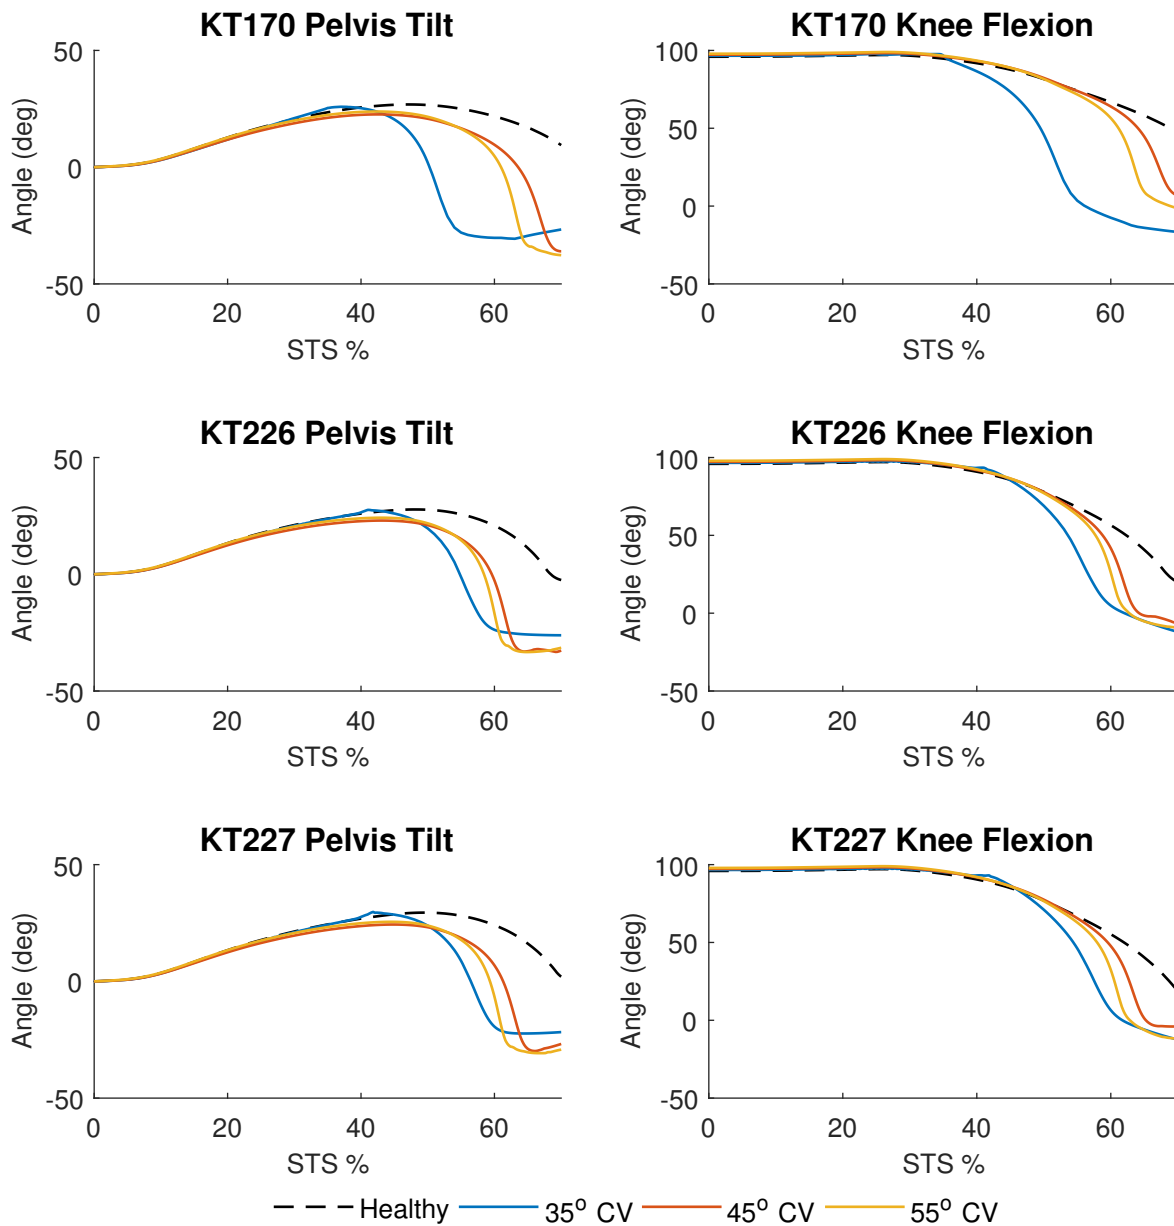 KT170 Pelvis Tilt
50
0
-50
Angle (deg)
0 20 40 60
STS %
KT170 Knee Flexion
100
50
0
-50
Angle (deg)
0 20 40 60
STS %
KT226 Pelvis Tilt
50
0
-50
Angle (deg)
0 20 40 60
STS %
KT226 Knee Flexion
100
50
0
-50
Angle (deg)
0 20 40 60
STS %
KT227 Pelvis Tilt
50
0
-50
Angle (deg)
0 20 40 60
STS %
KT227 Knee Flexion
100
50
0
-50
Angle (deg)
0 20 40 60
STS %
Healthy 35° CV 45° CV 55° CV